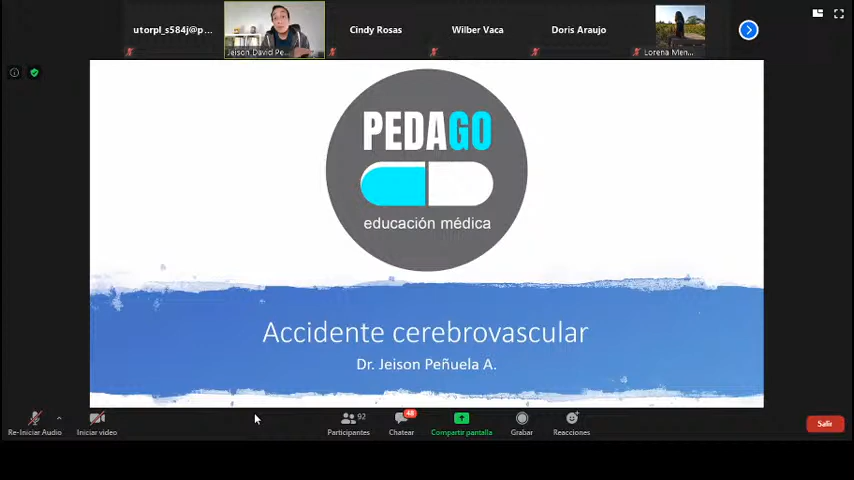 utorpl_s584j@p...
Jeison David Pe...
Cindy Rosas
Wilber Vaca
Doris Araujo
Lorena Men...
PEDAGO
educación médica
Accidente cerebrovascular
Dr. Jeison Peñuela A.
Re-Iniciar Audio
Iniciar video
92
Participantes
48
Chatear
Compartir pantalla
Grabar
Reacciones
Salir